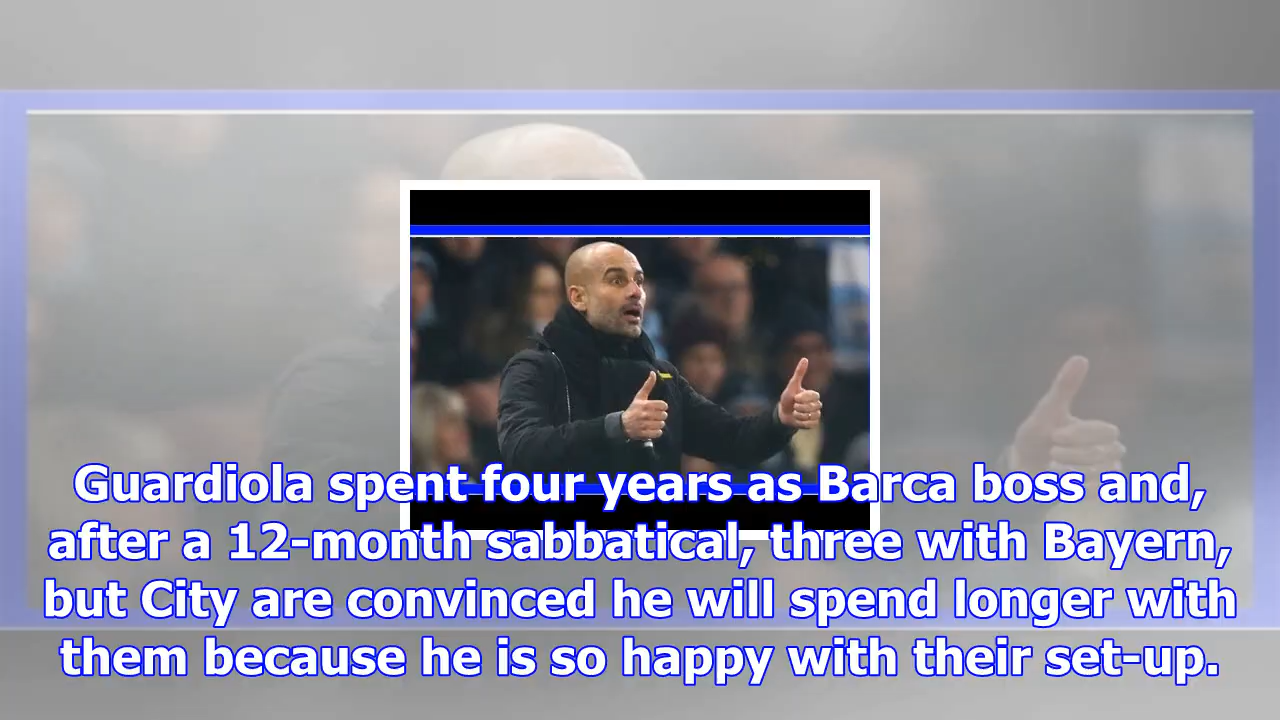 Guardiola spent four years as Barca boss and,
after a 12-month sabbatical, three with Bayern,
but City are convinced he will spend longer with
them because he is so happy with their set-up.